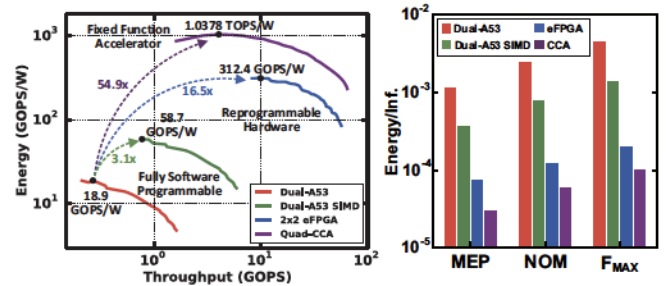 Fixed Function
Accelerator
1.0378 TOPS/W
54.9x
16.5x
312.4 GOPS/W
Reprogrammable
Hardware
58.7
GOPS/W
3.1x
Fully Software
Programmable
18.9
GOPS/W
Dual-A53
Dual-A53 SIMD
2x2 eFPGA
Quad-CCA
Energy (GOPS/W)
10³
10²
10¹
10⁰
10¹
10²
Throughput (GOPS)
Dual-A53
Dual-A53 SIMD
eFPGA
CCA
Energy/Inf.
10⁻²
10⁻³
10⁻⁴
10⁻⁵
MEP
NOM
FMAX